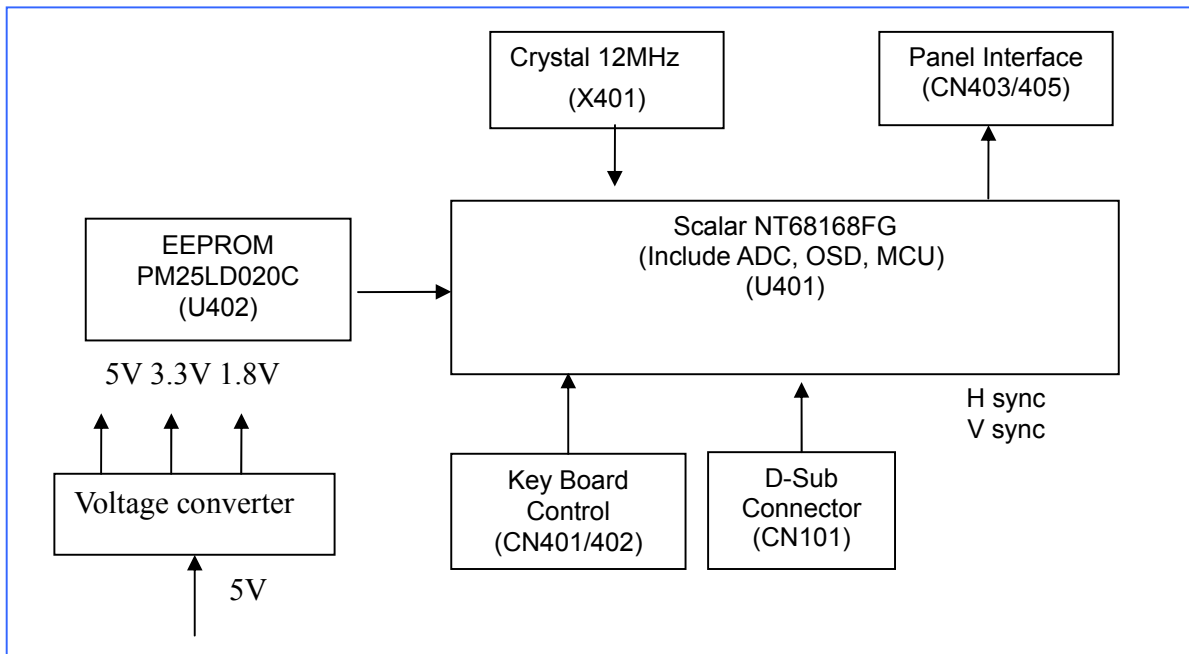 Crystal 12MHz
(X401)
Panel Interface
(CN403/405)
Scalar NT68168FG
(Include ADC, OSD, MCU)
(U401)
EEPROM
PM25LD020C
(U402)
5V 3.3V 1.8V
H sync
V sync
Voltage converter
Key Board
Control
(CN401/402)
D-Sub
Connector
(CN101)
5V